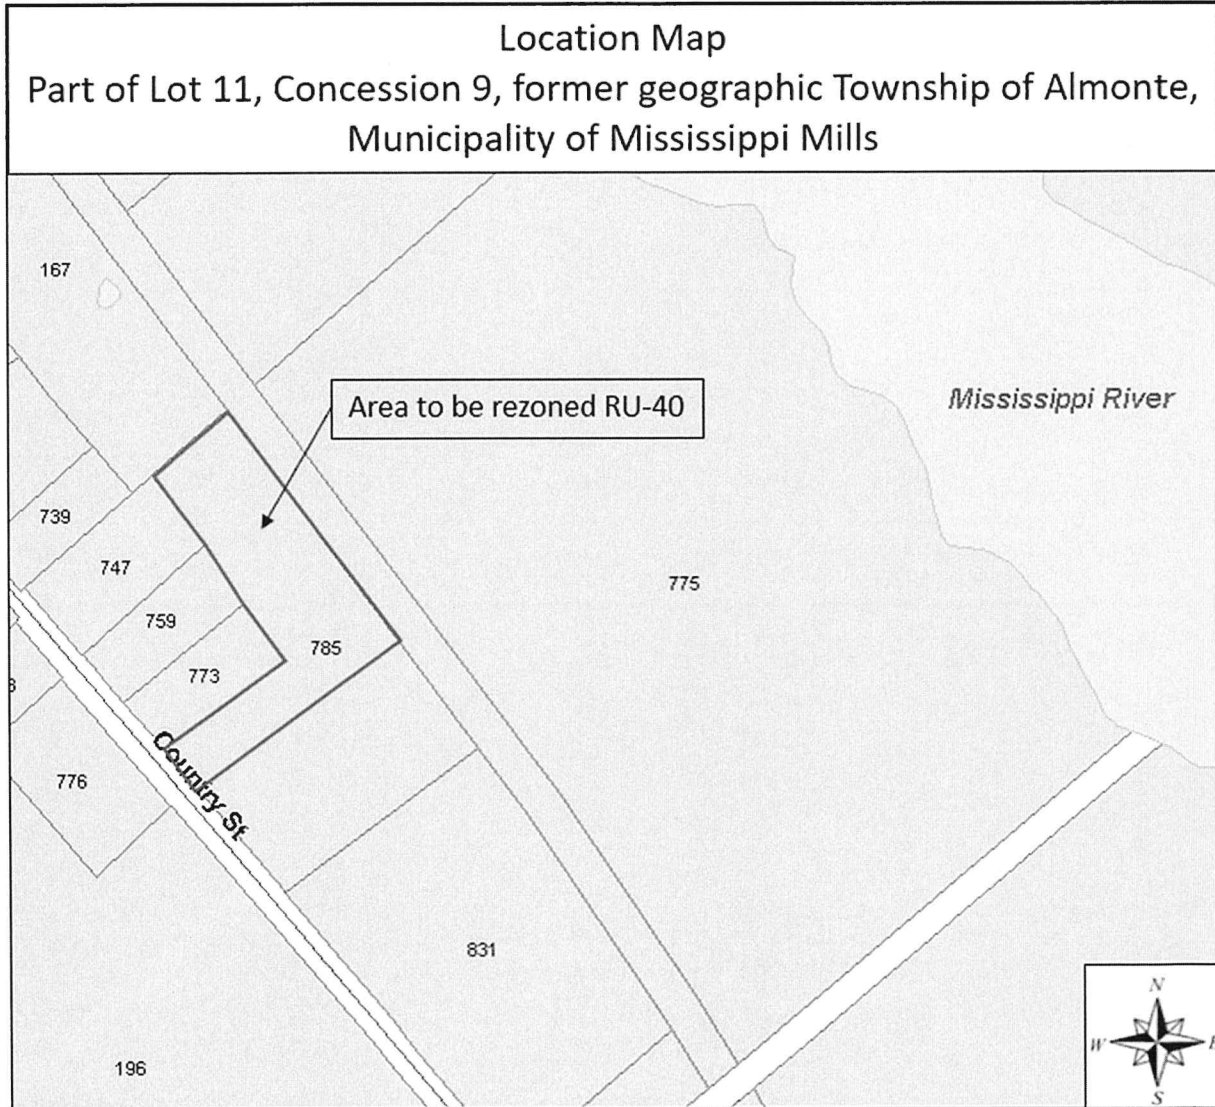 Location Map
Part of Lot 11, Concession 9, former geographic Township of Almonte,
Municipality of Mississippi Mills
167
Area to be rezoned RU-40
Mississippi River
739
747
775
759
785
773
Country St
776
831
196
N
W
S